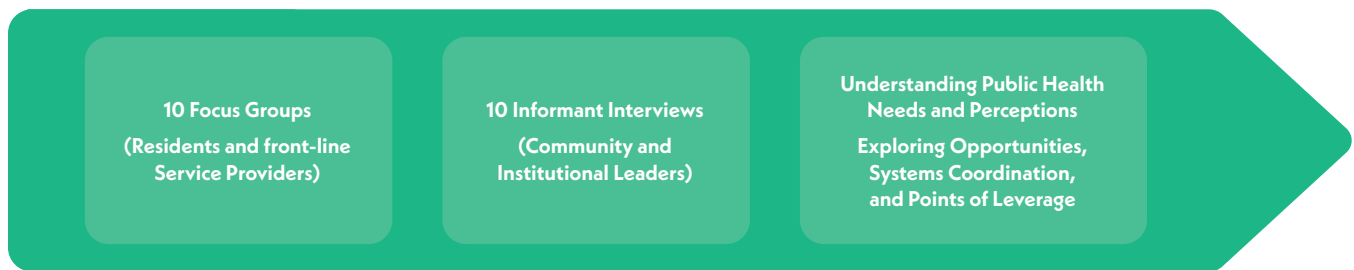 10 Focus Groups
(Residents and front-line
Service Providers)
10 Informant Interviews
(Community and
Institutional Leaders)
Understanding Public Health
Needs and Perceptions
Exploring Opportunities,
Systems Coordination,
and Points of Leverage